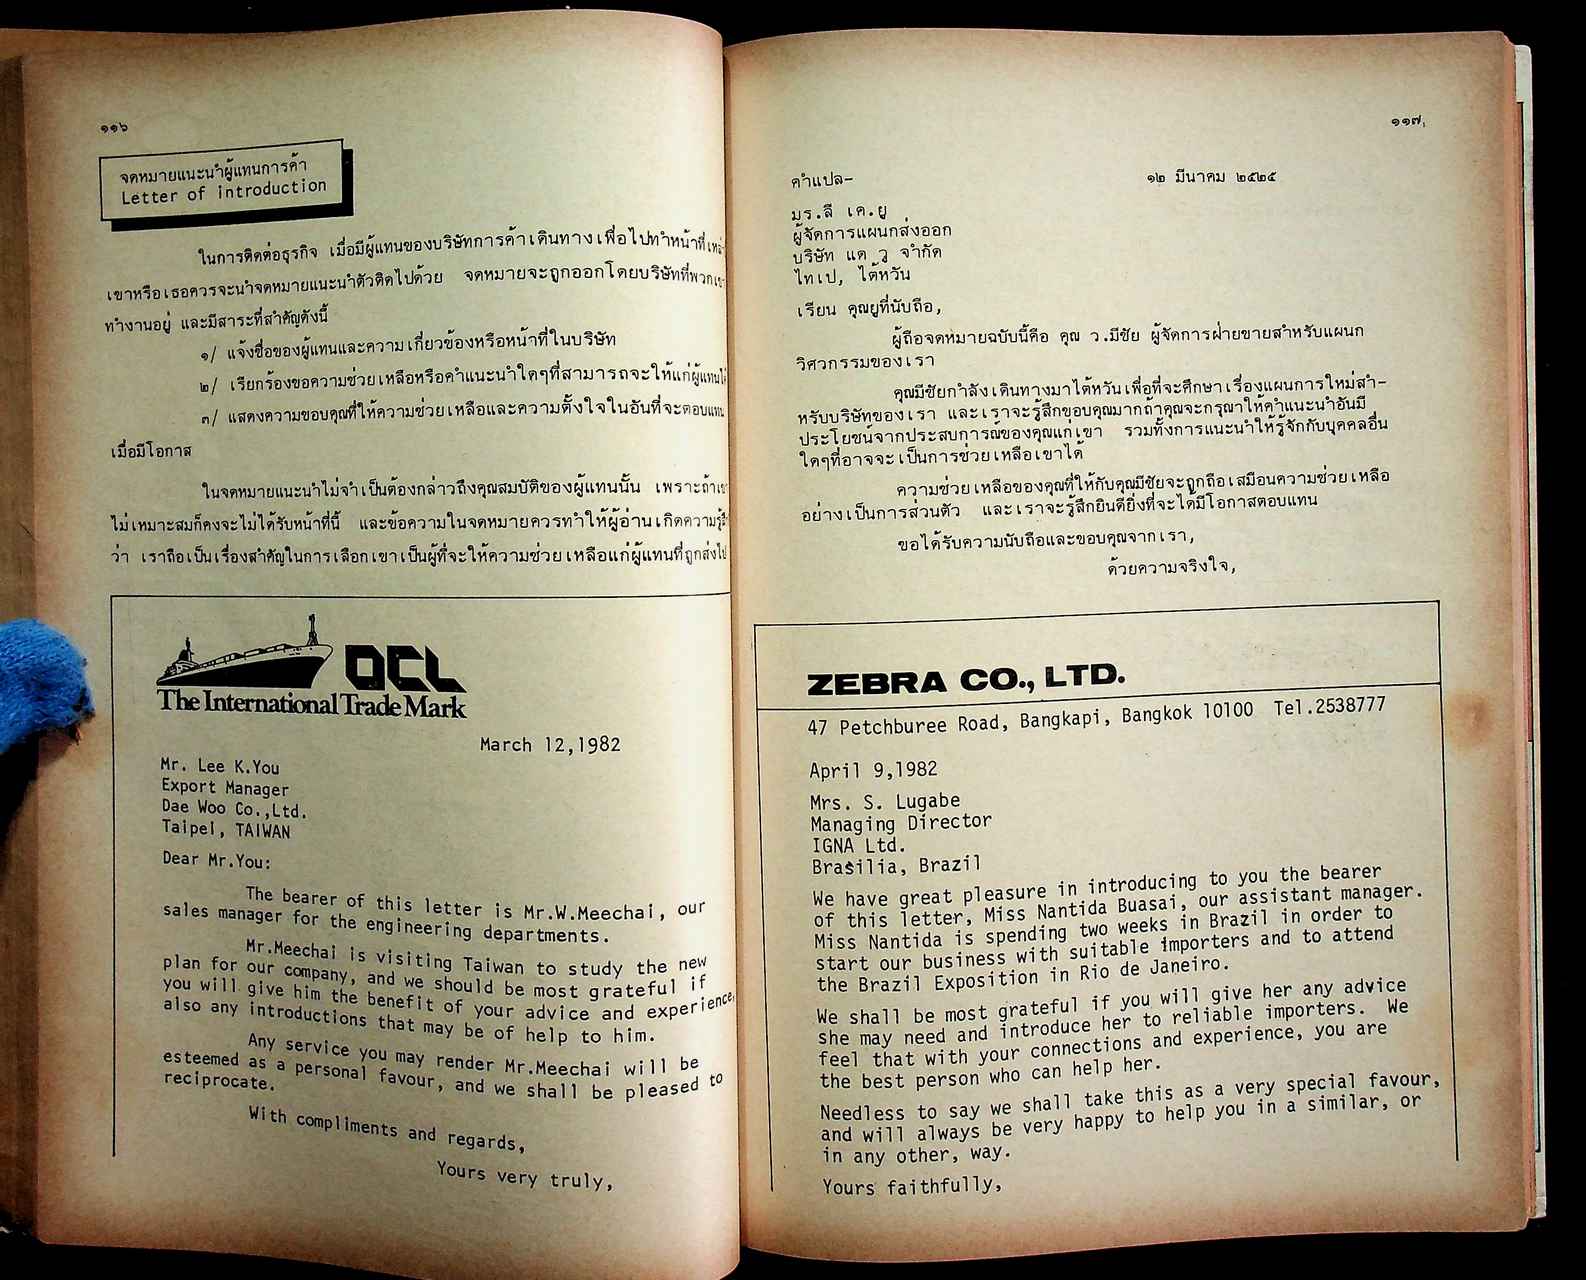 ๑๑๖
จดหมายแนะนำผู้แทนการค้า
Letter of introduction
ในการติดต่อธุรกิจ เมื่อมีผู้แทนของบริษัทการค้าเดินทางเพื่อไปทำหน้าที่
เขาหรือเธอควรจะนำจดหมายแนะนำตัวติดไปด้วย จดหมายจะถูกออกโดยบริษัทที่
ทำงานอยู่ และมีสาระที่สำคัญดังนี้
๑/ แจ้งชื่อของผู้แทนและความเกี่ยวข้องหรือหน้าที่ในบริษัท
๒/ เรียกร้องขอความช่วยเหลือหรือคำแนะนำใดๆที่สามารถจะให้แก่ผู้แทน
๓/ แสดงความขอบคุณที่ให้ความช่วยเหลือและความตั้งใจในอันที่จะตอบแทน
เมื่อมีโอกาส
ในจดหมายแนะนำไม่จำเป็นต้องกล่าวถึงคุณสมบัติของผู้แทนนั้น เพราะถ้า
ไม่เหมาะสมก็คงจะไม่ได้รับหน้าที่นี้ และข้อความในจดหมายควรทำให้ผู้อ่านเกิดความ
ว่า เราถือเป็นเรื่องสำคัญในการเลือกเขาเป็นผู้ที่จะให้ความช่วยเหลือแก่ผู้แทนที่ถูกส่งไป
OCL
The International Trade Mark
March 12,1982
Mr. Lee K.You
Export Manager
Dae Woo Co.,Ltd.
Taipei, TAIWAN
Dear Mr.You:
The bearer of this letter is Mr.W.Meechai, our
sales manager for the engineering departments.
Mr.Meechai is visiting Taiwan to study the new
plan for our company, and we should be most grateful if
you will give him the benefit of your advice and experience,
also any introductions that may be of help to him.
Any service you may render Mr.Meechai will be
esteemed as a personal favour, and we shall be pleased to
reciprocate.
With compliments and regards,
Yours very truly,
๑๑๗
คำแปล-
๑๒ มีนาคม ๒๕๒๕
มร.ลี เค.ยู
ผู้จัดการแผนกส่งออก
บริษัท แด วู จำกัด
ไทเป, ไต้หวัน
เรียน คุณยูที่นับถือ,
ผู้ถือจดหมายฉบับนี้คือ คุณ ว.มีชัย ผู้จัดการฝ่ายขายสำหรับแผนก
วิศวกรรมของเรา
คุณมีชัยกำลังเดินทางมาไต้หวันเพื่อที่จะศึกษาเรื่องแผนการใหม่สำ-
หรับบริษัทของเรา และเราจะรู้สึกขอบคุณมากถ้าคุณจะกรุณาให้คำแนะนำอันมี
ประโยชน์จากประสบการณ์ของคุณแก่เขา รวมทั้งการแนะนำให้รู้จักกับบุคคลอื่น
ใดๆที่อาจจะเป็นการช่วยเหลือเขาได้
ความช่วยเหลือของคุณที่ให้กับคุณมีชัยจะถูกถือเสมือนความช่วยเหลือ
อย่างเป็นการส่วนตัว และเราจะรู้สึกยินดียิ่งที่จะได้มีโอกาสตอบแทน
ขอได้รับความนับถือและขอบคุณจากเรา,
ด้วยความจริงใจ,
ZEBRA CO., LTD.
47 Petchburee Road, Bangkapi, Bangkok 10100 Tel.2538777
April 9,1982
Mrs. S. Lugabe
Managing Director
IGNA Ltd.
Brasilia, Brazil
We have great pleasure in introducing to you the bearer
of this letter, Miss Nantida Buasai, our assistant manager.
Miss Nantida is spending two weeks in Brazil in order to
start our business with suitable importers and to attend
the Brazil Exposition in Rio de Janeiro.
We shall be most grateful if you will give her any advice
she may need and introduce her to reliable importers. We
feel that with your connections and experience, you are
the best person who can help her.
Needless to say we shall take this as a very special favour,
and will always be very happy to help you in a similar, or
in any other, way.
Yours faithfully,